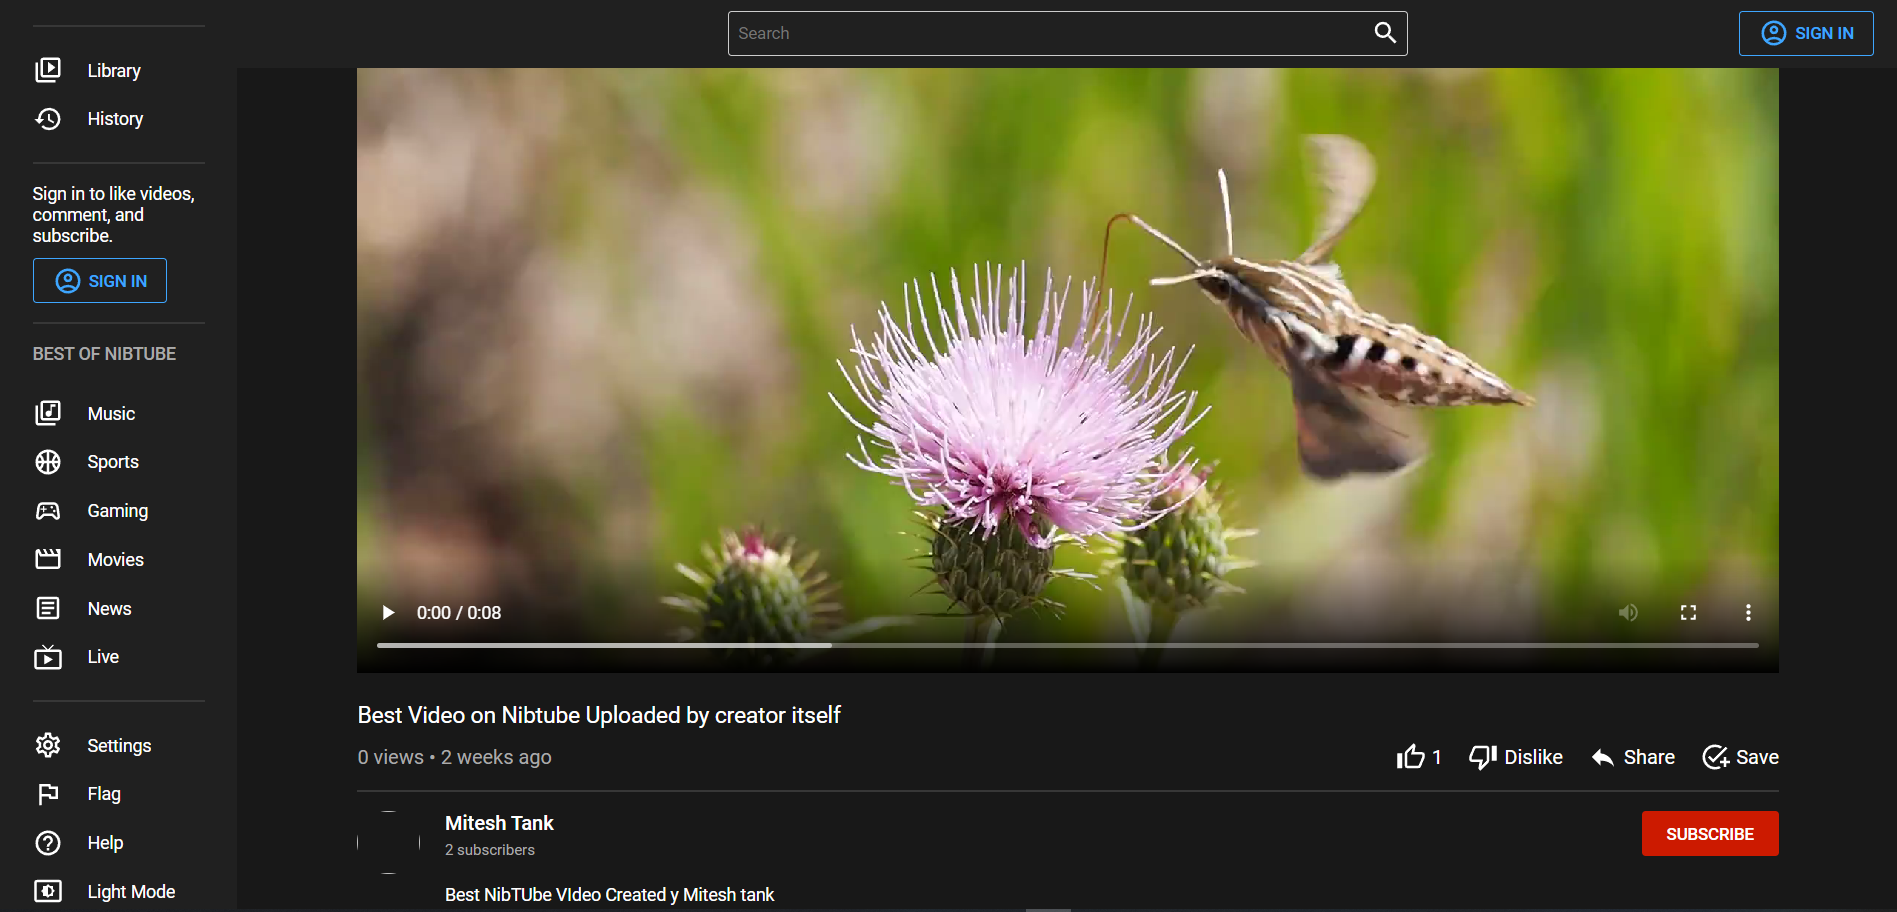 Search
SIGN IN
Library
History
Sign in to like videos,
comment, and
subscribe.
SIGN IN
BEST OF NIBTUBE
Music
Sports
Gaming
Movies
News
Live
Settings
Flag
Help
Light Mode
0:00 / 0:08
Best Video on Nibtube Uploaded by creator itself
0 views • 2 weeks ago
1
Dislike
Share
Save
Mitesh Tank
2 subscribers
SUBSCRIBE
Best NibTUbe VIdeo Created y Mitesh tank